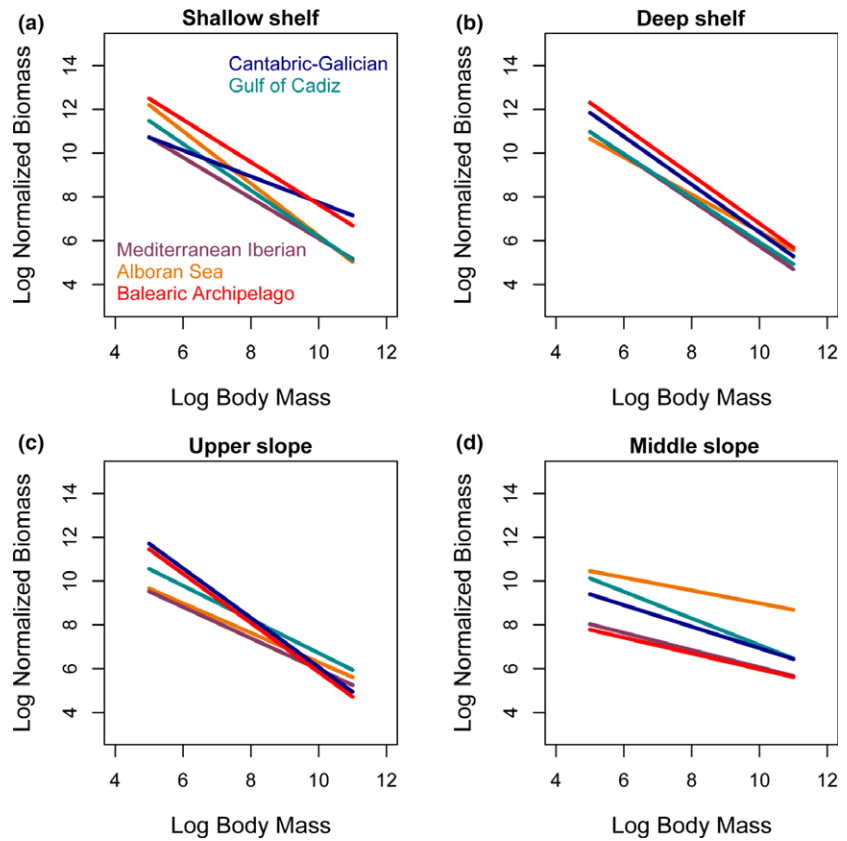 (a)
Shallow shelf
Log Normalized Biomass
14
12
10
8
6
4
Cantabric-Galician
Gulf of Cadiz
Mediterranean Iberian
Alboran Sea
Balearic Archipelago
4 6 8 10 12
Log Body Mass
(b)
Deep shelf
Log Normalized Biomass
14
12
10
8
6
4
4 6 8 10 12
Log Body Mass
(c)
Upper slope
Log Normalized Biomass
14
12
10
8
6
4
4 6 8 10 12
Log Body Mass
(d)
Middle slope
Log Normalized Biomass
14
12
10
8
6
4
4 6 8 10 12
Log Body Mass